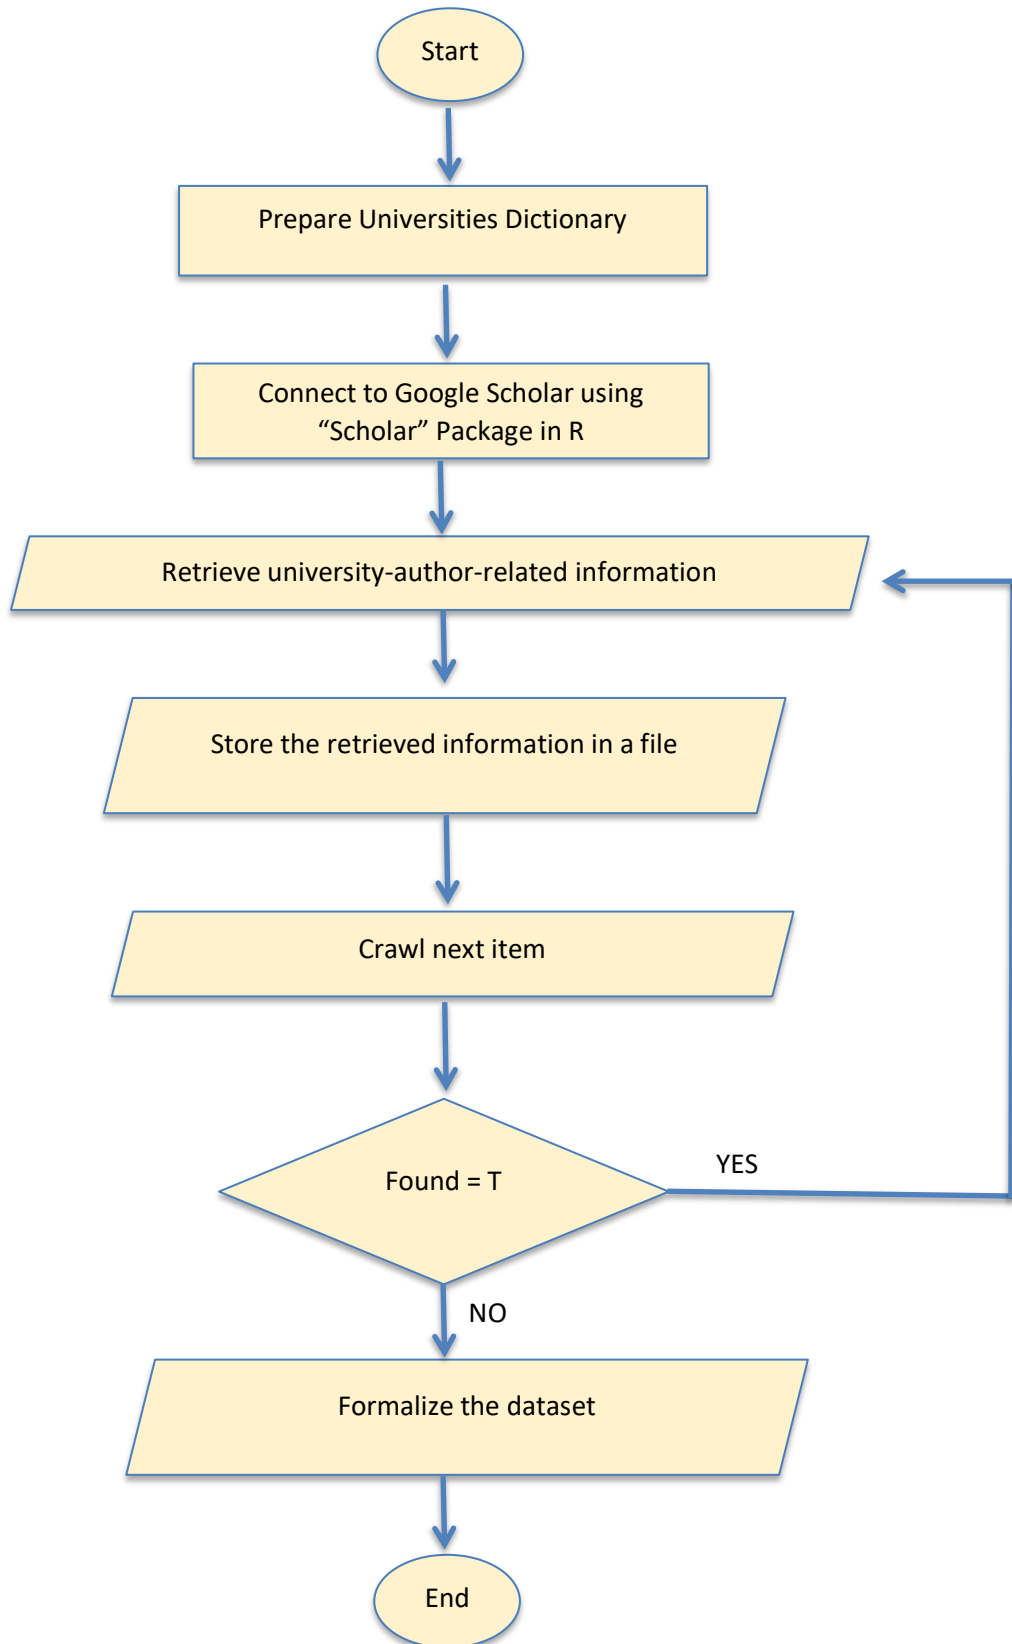 Start
Prepare Universities Dictionary
Connect to Google Scholar using
“Scholar” Package in R
Retrieve university-author-related information
Store the retrieved information in a file
Crawl next item
Found = T
YES
NO
Formalize the dataset
End